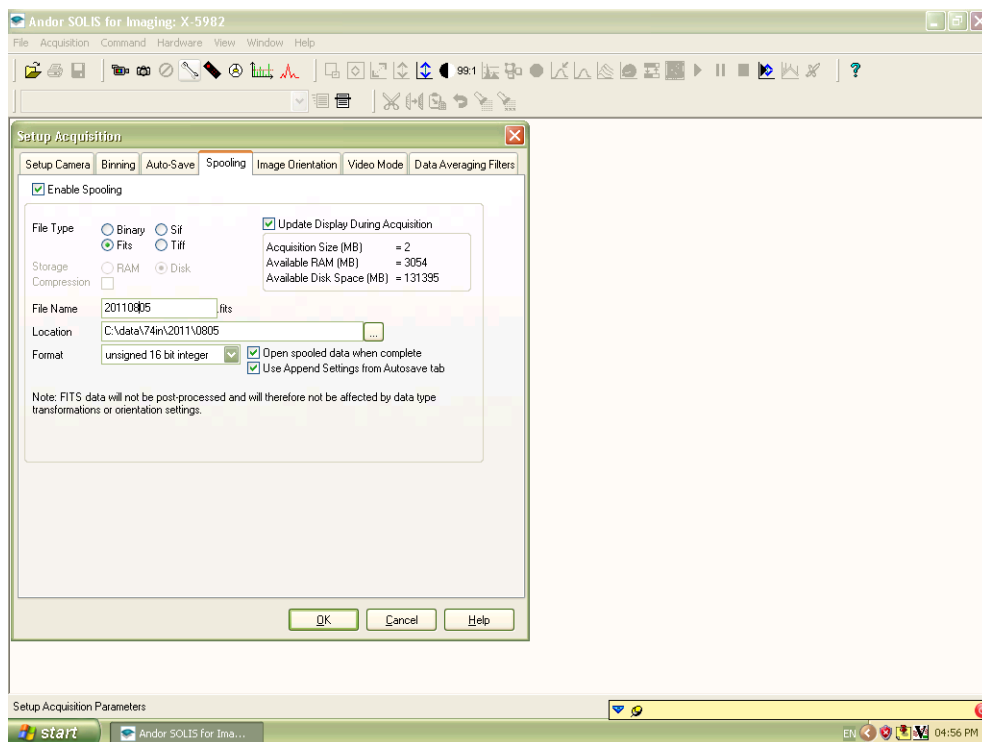 Andor SOLIS for Imaging: X-5982
File Acquisition Command Hardware View Window Help
99:1
Setup Acquisition
Setup Camera Binning Auto-Save Spooling Image Orientation Video Mode Data Averaging Filters
Enable Spooling
File Type Binary Sif Update Display During Acquisition
Fits Tiff
Acquisition Size (MB) = 2
Available RAM (MB) = 3054
Available Disk Space (MB) = 131395
Storage RAM Disk
Compression
File Name 20110805 .fits
Location C:\data\74in\2011\0805 ...
Format unsigned 16 bit integer Open spooled data when complete
Use Append Settings from Autosave tab
Note: FITS data will not be post-processed and will therefore not be affected by data type
transformations or orientation settings.
OK Cancel Help
Setup Acquisition Parameters
start Andor SOLIS for Ima... EN 04:56 PM